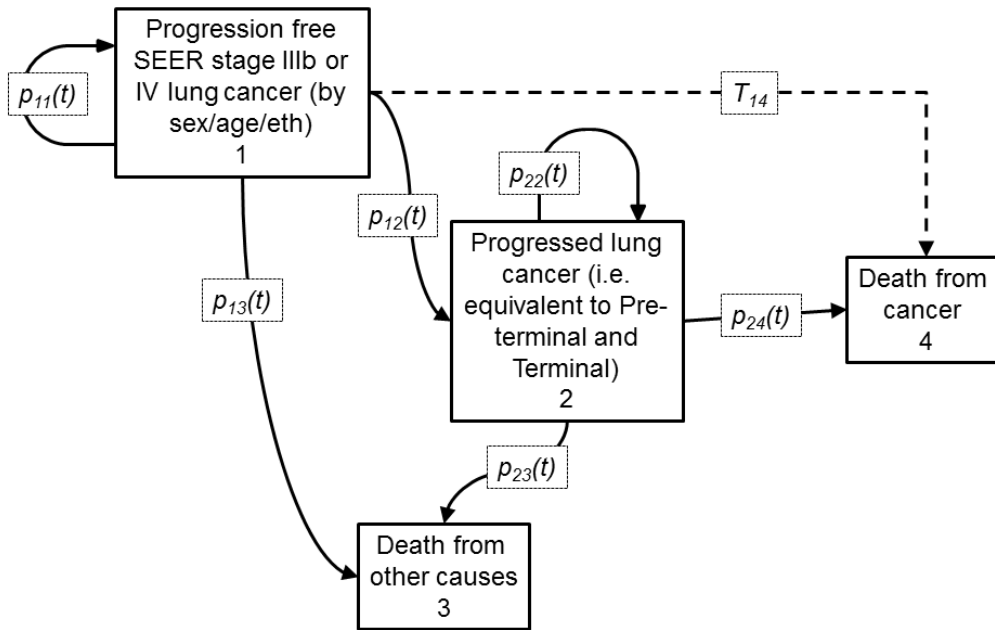 Progression free
SEER stage IIIb or
IV lung cancer (by
sex/age/eth)
1
p11(t)
T14
p12(t)
p22(t)
p13(t)
Progressed lung
cancer (i.e.
equivalent to Pre-
terminal and
Terminal)
2
p24(t)
Death from
cancer
4
p23(t)
Death from
other causes
3